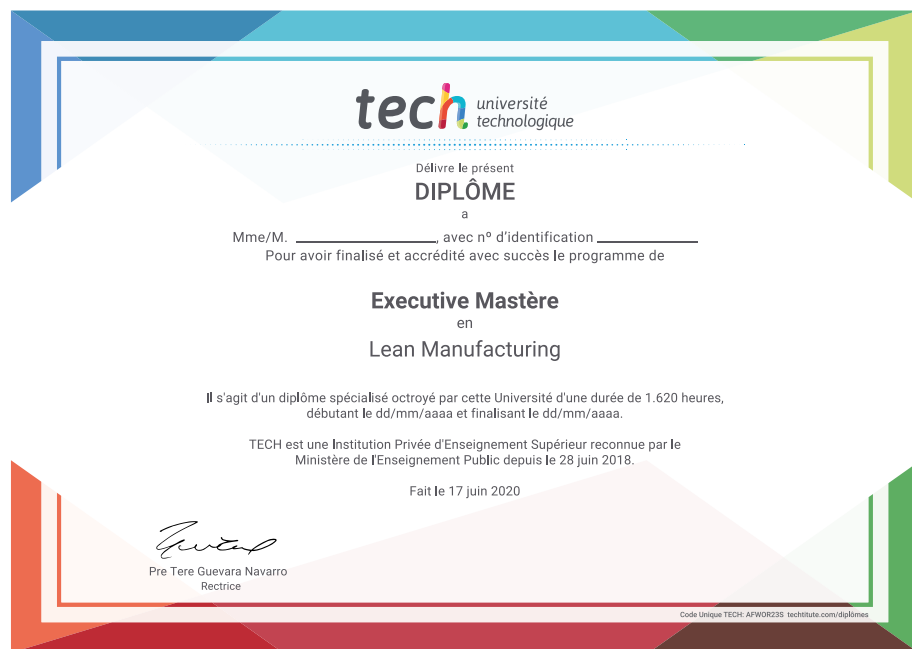 tech université
technologique
Délivre le présent
DIPLÔME
a
Mme/M. ____________, avec nº d'identification ____________
Pour avoir finalisé et accrédité avec succès le programme de
Executive Mastère
en
Lean Manufacturing
Il s'agit d'un diplôme spécialisé octroyé par cette Université d'une durée de 1.620 heures,
débutant le dd/mm/aaaa et finalisant le dd/mm/aaaa.
TECH est une Institution Privée d'Enseignement Supérieur reconnue par le
Ministère de l'Enseignement Public depuis le 28 juin 2018.
Fait le 17 juin 2020
Pre Tere Guevara Navarro
Rectrice
Code Unique TECH: AFWOR23S techtitute.com/diplômes